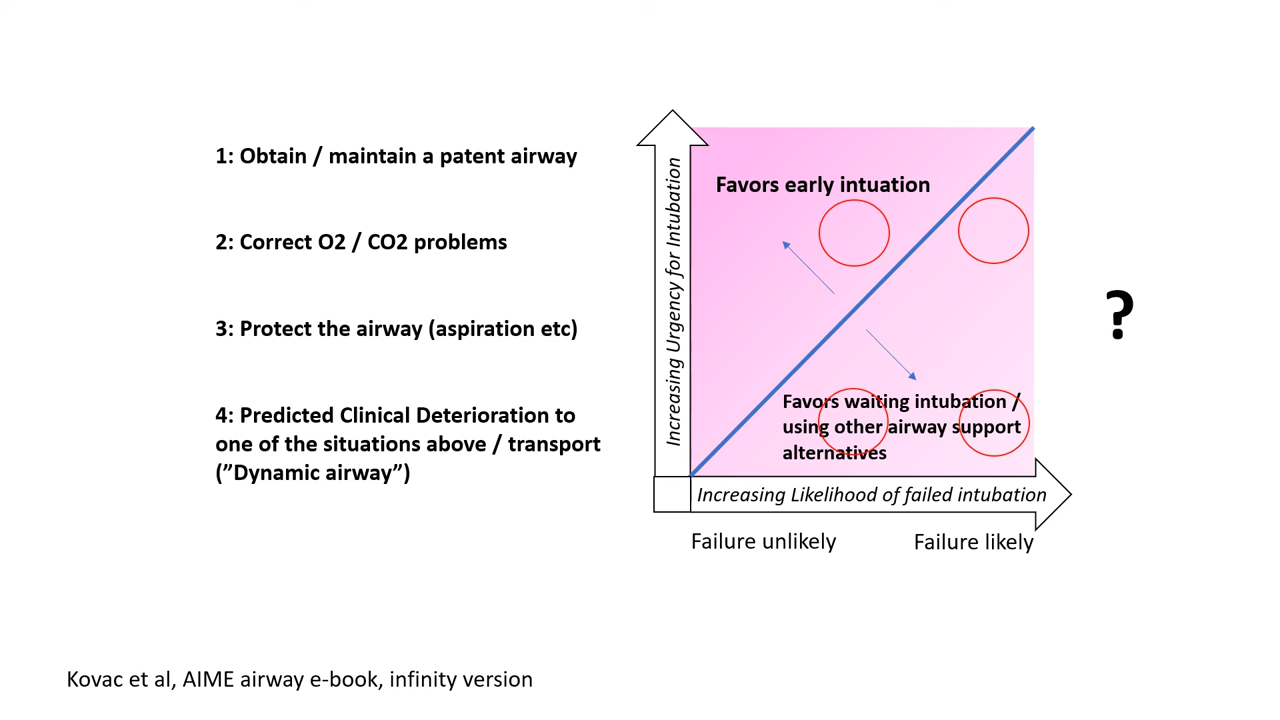 1: Obtain / maintain a patent airway
2: Correct O2 / CO2 problems
3: Protect the airway (aspiration etc)
4: Predicted Clinical Deterioration to
one of the situations above / transport
(”Dynamic airway”)
Increasing Urgency for Intubation
Favors early intuation
Favors waiting intubation /
using other airway support
alternatives
Increasing Likelihood of failed intubation
Failure unlikely
Failure likely
?
Kovac et al, AIME airway e-book, infinity version